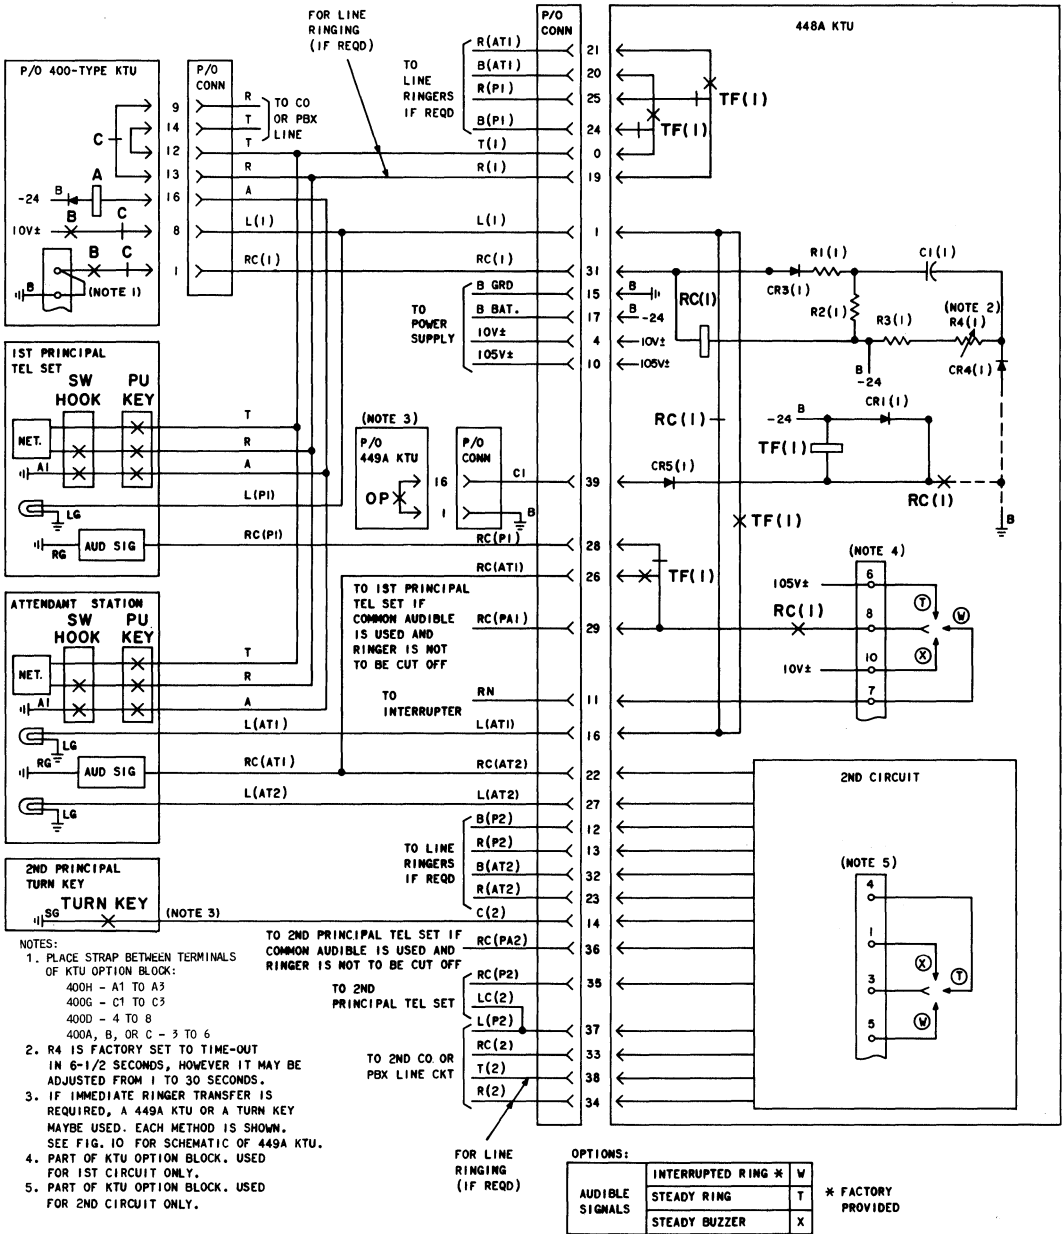 FOR LINE
RINGING
(IF REQD)
P/O
CONN
448A KTU
P/O 400-TYPE KTU
P/O
CONN
9
14
12
13
16
8
1
C
A
-24
B
10V±
B
C
B
C
B
(NOTE 1)
R
T
TO CO
OR PBX
LINE
T
R
A
L(1)
RC(1)
TO
LINE
RINGERS
IF REQD
R(AT1)
B(AT1)
R(P1)
B(P1)
T(1)
R(1)
L(1)
RC(1)
21
20
25
24
0
19
1
31
TF(1)
TF(1)
TO
POWER
SUPPLY
B GRD
B BAT.
10V±
105V±
15
17
4
10
B
B
-24
10V±
105V±
RC(1)
CR3(1)
R1(1)
R2(1)
C1(1)
R3(1)
(NOTE 2)
R4(1)
B
-24
CR4(1)
1ST PRINCIPAL
TEL SET
SW
HOOK
PU
KEY
NET.
A1
LG
RG
AUD SIG
T
R
A
L(P1)
RC(P1)
(NOTE 3)
P/O
449A KTU
OP
16
1
P/O
CONN
C1
B
39
RC(P1)
28
RC(AT1)
26
RC(1)
-24
B
CR1(1)
TF(1)
CR5(1)
RC(1)
B
TF(1)
TF(1)
TO 1ST PRINCIPAL
TEL SET IF
COMMON AUDIBLE
IS USED AND
RINGER IS NOT
TO BE CUT OFF
RC(PA1)
29
TO
INTERRUPTER
RN
11
L(AT1)
16
(NOTE 4)
6
8
10
7
105V±
RC(1)
10V±
T
W
X
ATTENDANT STATION
SW
HOOK
PU
KEY
NET.
A1
LG
RG
AUD SIG
LG
T
R
A
L(AT1)
RC(AT1)
L(AT2)
RC(AT2)
22
L(AT2)
27
TO LINE
RINGERS
IF REQD
B(P2)
R(P2)
B(AT2)
R(AT2)
12
13
32
23
2ND CIRCUIT
(NOTE 5)
4
1
3
5
X
T
W
2ND PRINCIPAL
TURN KEY
SG
TURN KEY
(NOTE 3)
C(2)
14
TO 2ND PRINCIPAL TEL SET IF
COMMON AUDIBLE IS USED AND
RINGER IS NOT TO BE CUT OFF
RC(PA2)
36
TO 2ND
PRINCIPAL TEL SET
RC(P2)
LC(2)
35
TO 2ND CO OR
PBX LINE CKT
L(P2)
RC(2)
T(2)
R(2)
37
33
38
34
FOR LINE
RINGING
(IF REQD)
NOTES:
1. PLACE STRAP BETWEEN TERMINALS
OF KTU OPTION BLOCK:
400H - A1 TO A3
400G - C1 TO C3
400D - 4 TO 8
400A, B, OR C - 3 TO 6
2. R4 IS FACTORY SET TO TIME-OUT
IN 6-1/2 SECONDS, HOWEVER IT MAY BE
ADJUSTED FROM 1 TO 30 SECONDS.
3. IF IMMEDIATE RINGER TRANSFER IS
REQUIRED, A 449A KTU OR A TURN KEY
MAYBE USED. EACH METHOD IS SHOWN.
SEE FIG. 10 FOR SCHEMATIC OF 449A KTU.
4. PART OF KTU OPTION BLOCK. USED
FOR 1ST CIRCUIT ONLY.
5. PART OF KTU OPTION BLOCK. USED
FOR 2ND CIRCUIT ONLY.
OPTIONS:
AUDIBLE
SIGNALS
INTERRUPTED RING * W
STEADY RING T
STEADY BUZZER X
* FACTORY
PROVIDED